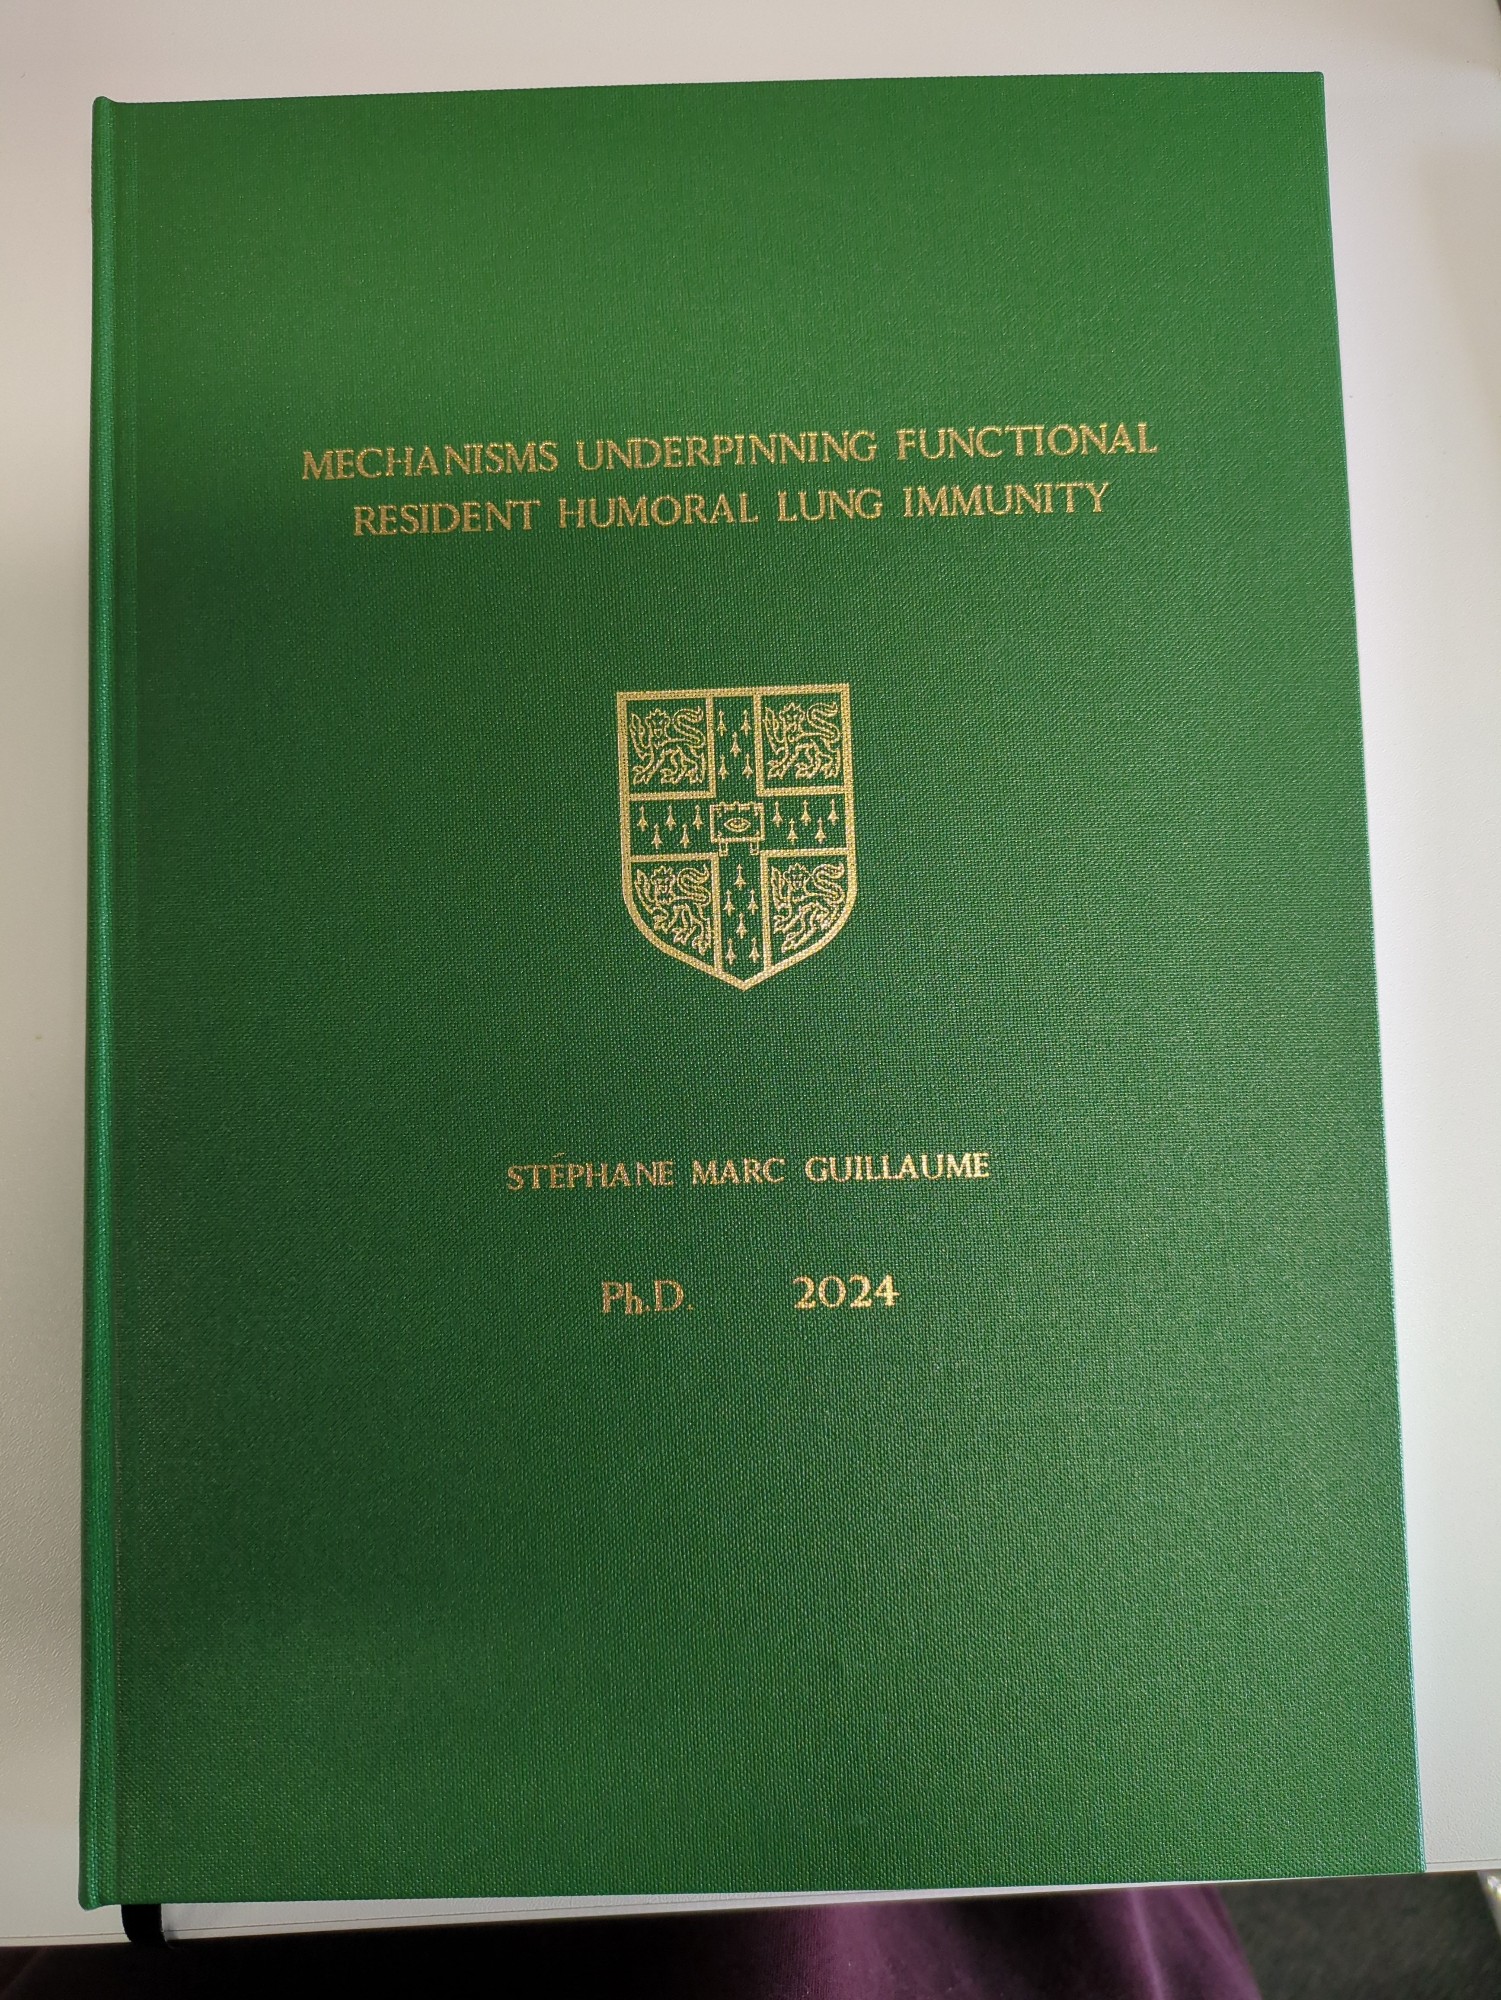 MECHANISMS UNDERPINNING FUNCTIONAL
RESIDENT HUMORAL LUNG IMMUNITY
STÉPHANE MARC GUILLAUME
Ph.D. 2024